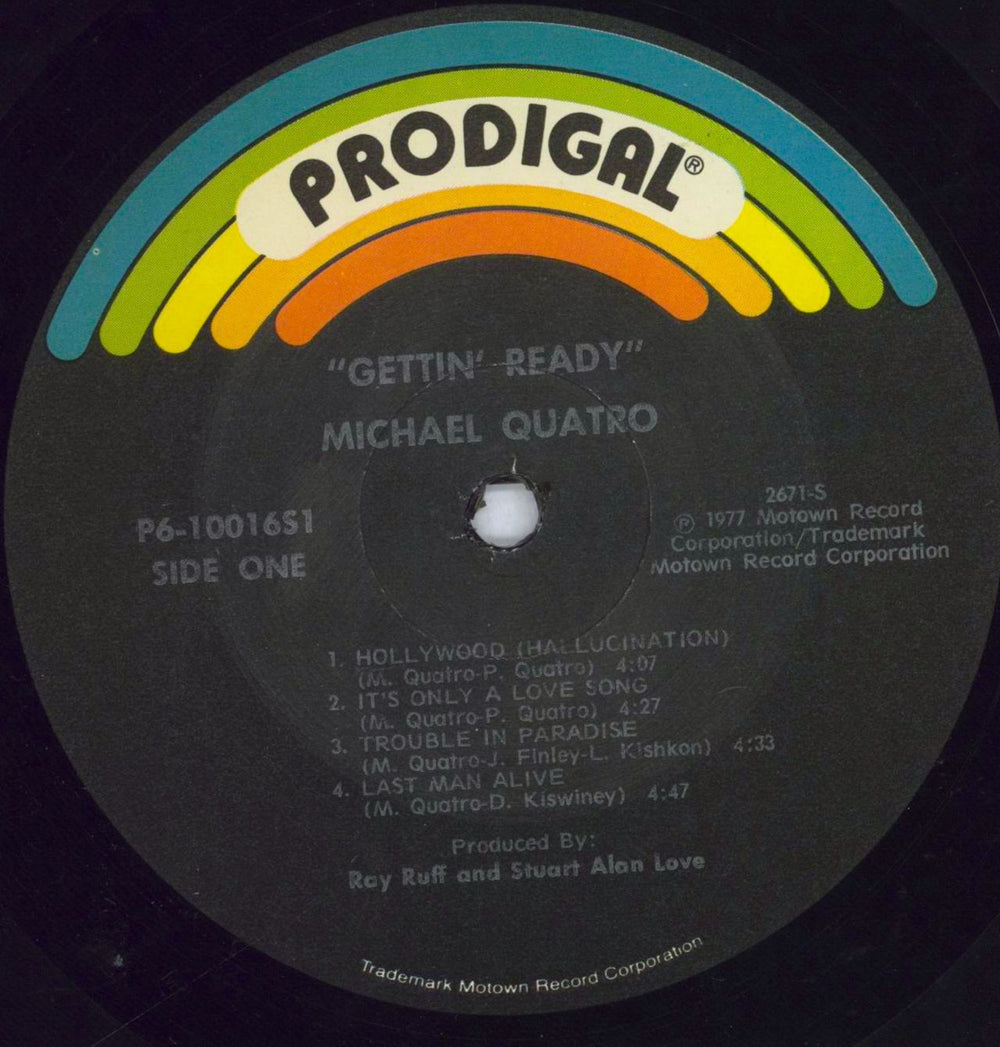 PRODIGAL®
"GETTIN' READY"
MICHAEL QUATRO
P6-10016S1
SIDE ONE
2671-S
℗ 1977 Motown Record
Corporation/Trademark
Motown Record Corporation
1. HOLLYWOOD (HALLUCINATION)
(M. Quatro-P. Quatro) 4:07
2. IT'S ONLY A LOVE SONG
(M. Quatro-P. Quatro) 4:27
3. TROUBLE IN PARADISE
(M. Quatro-J. Finley-L. Kishkon) 4:33
4. LAST MAN ALIVE
(M. Quatro-D. Kiswiney) 4:47
Produced By:
Ray Ruff and Stuart Alan Love
Trademark Motown Record Corporation